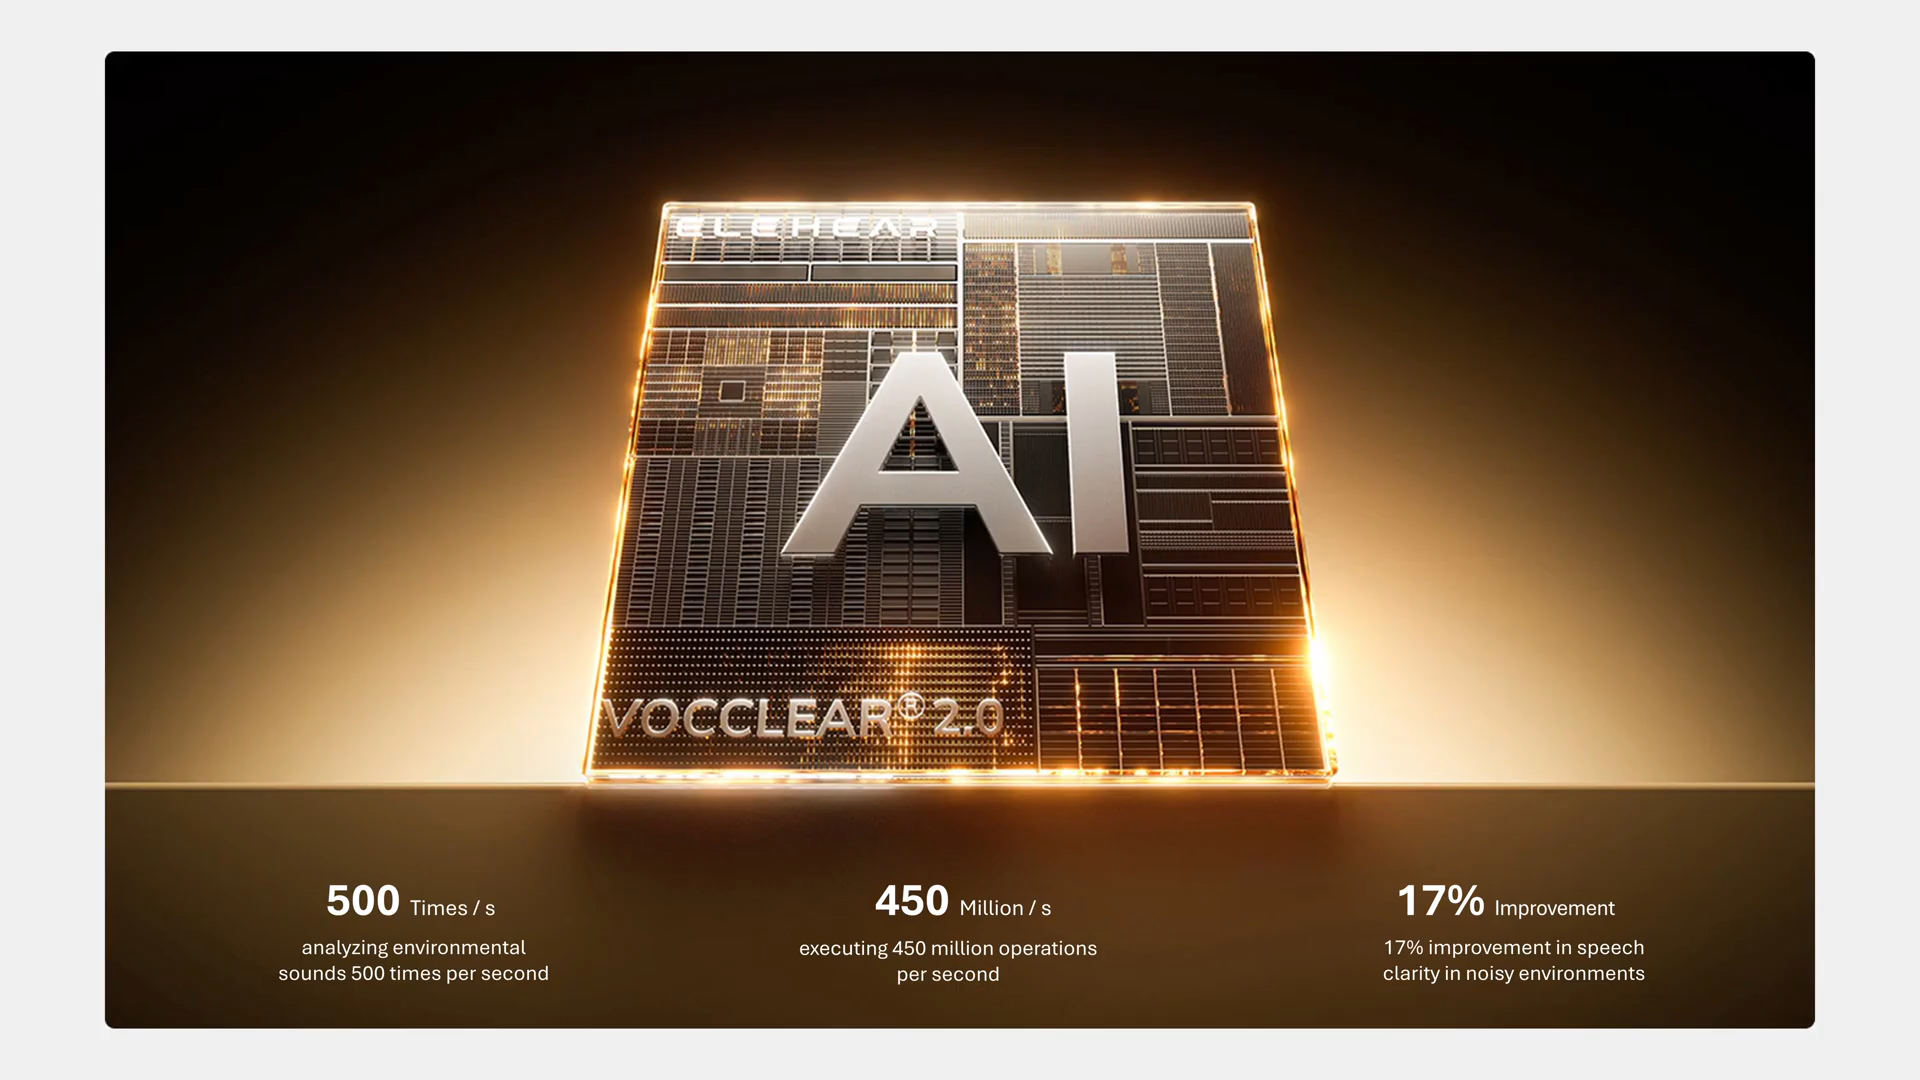 ELEHEAR
AI
VOCCLEAR® 2.0
500 Times / s
analyzing environmental
sounds 500 times per second
450 Million / s
executing 450 million operations
per second
17% Improvement
17% improvement in speech
clarity in noisy environments